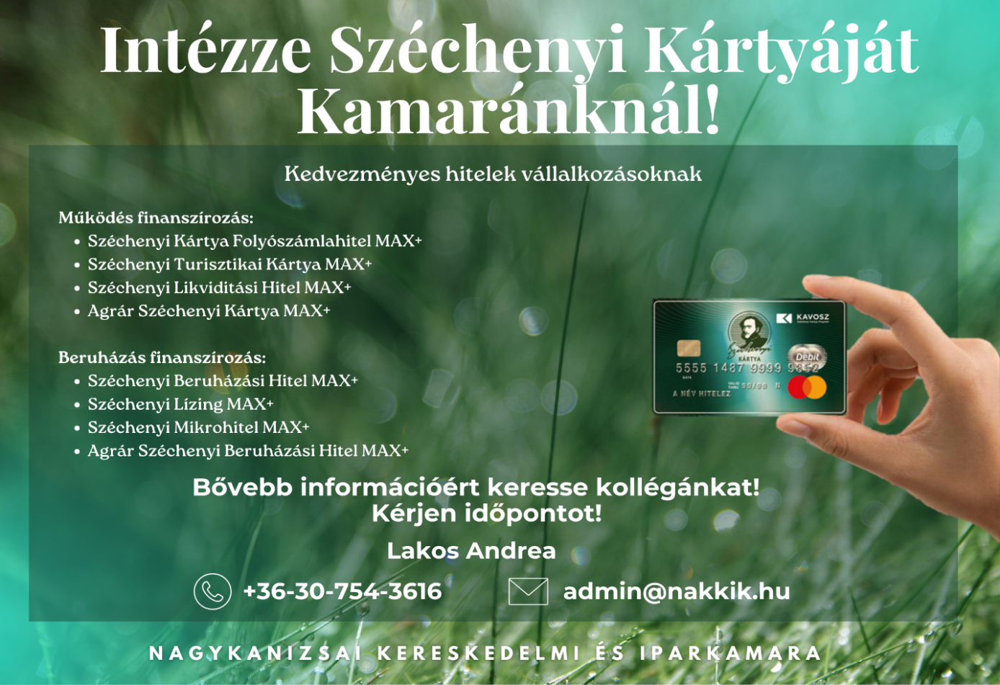 Intézze Széchenyi Kártyáját
Kamaránknál!
Kedvezményes hitelek vállalkozásoknak
Működés finanszírozás:
• Széchenyi Kártya Folyószámlahitel MAX+
• Széchenyi Turisztikai Kártya MAX+
• Széchenyi Likviditási Hitel MAX+
• Agrár Széchenyi Kártya MAX+
Beruházás finanszírozás:
• Széchenyi Beruházási Hitel MAX+
• Széchenyi Lízing MAX+
• Széchenyi Mikrohitel MAX+
• Agrár Széchenyi Beruházási Hitel MAX+
KAVOSZ
Széchenyi
KÁRTYA
Debit
5555 1487 9999
VALID
THRU 99/99
A NÉV HITELEZ
Bővebb információért keresse kollégánkat!
Kérjen időpontot!
Lakos Andrea
+36-30-754-3616
admin@nakkik.hu
NAGYKANIZSAI KERESKEDELMI ÉS IPARKAMARA